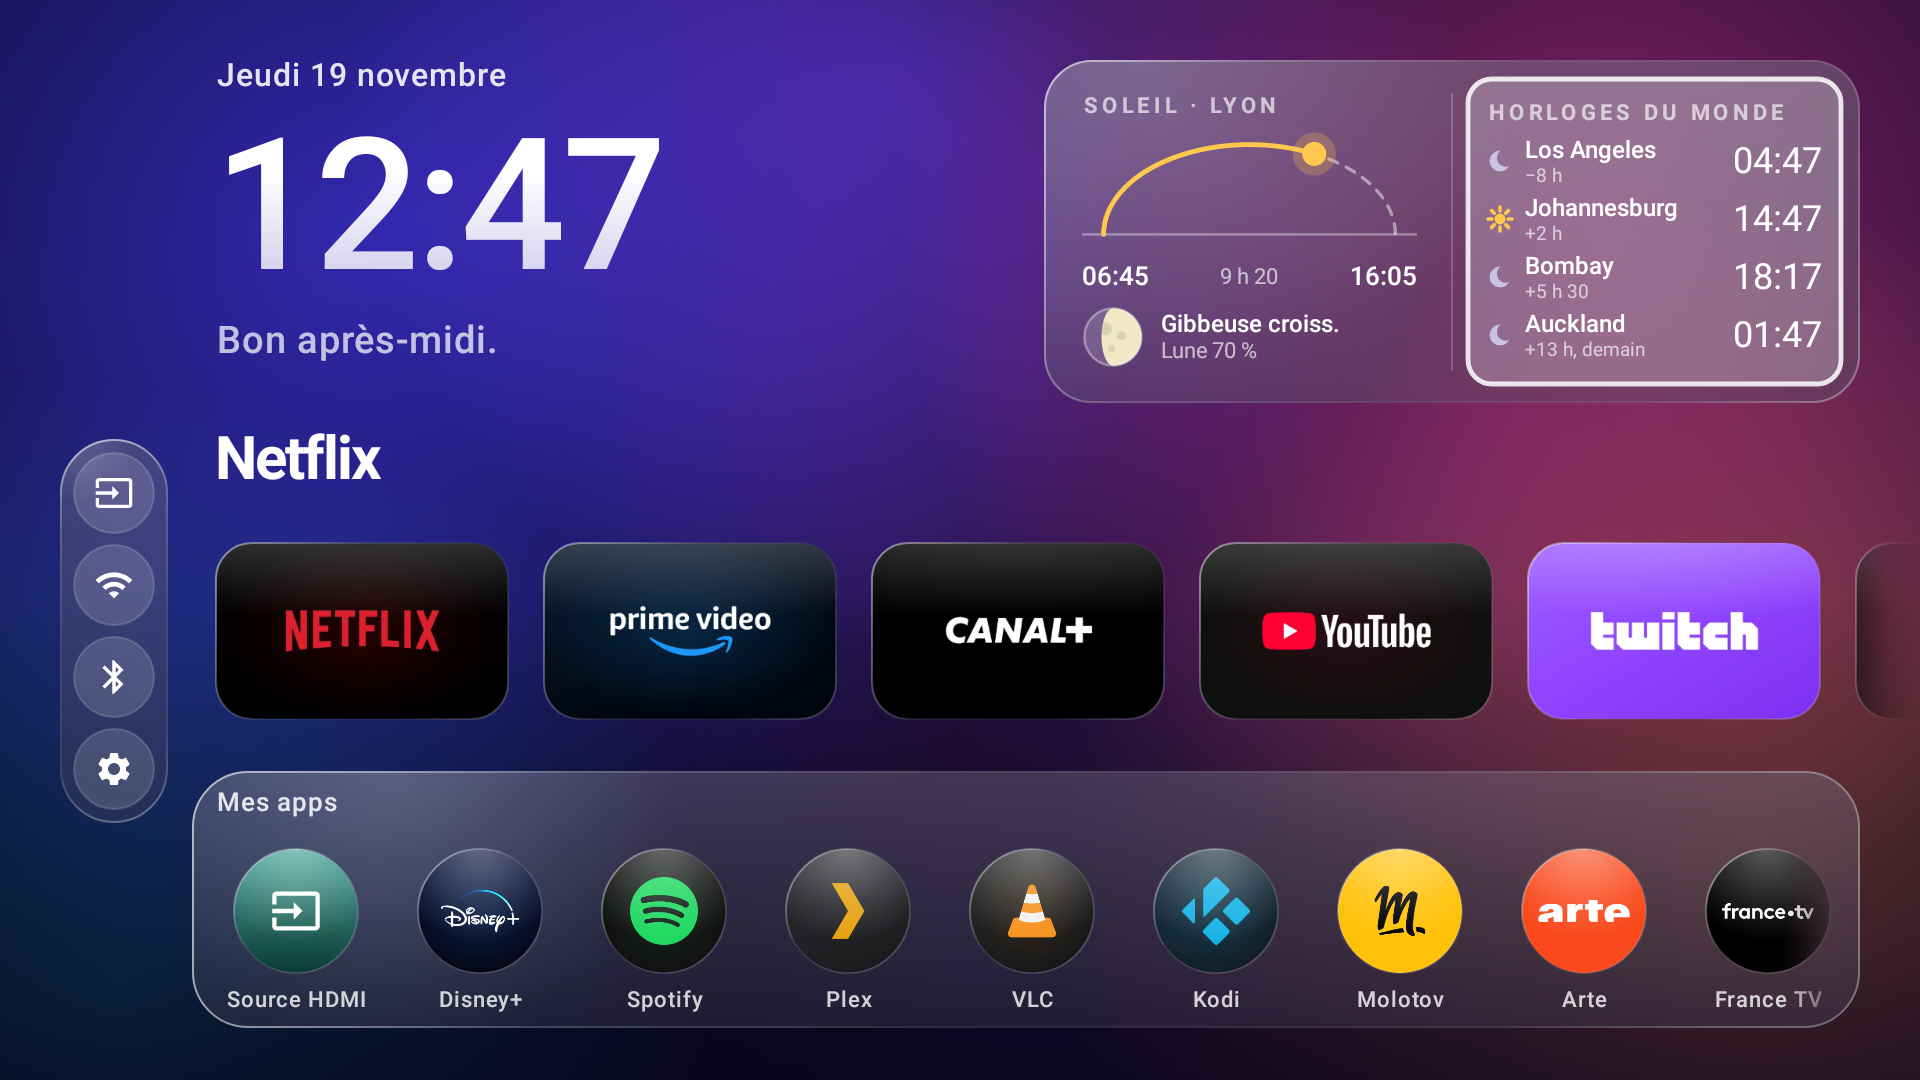 Jeudi 19 novembre
12:47
Bon après-midi.
SOLEIL · LYON
06:45
9 h 20
16:05
Gibbeuse croiss.
Lune 70 %
HORLOGES DU MONDE
Los Angeles
−8 h
04:47
Johannesburg
+2 h
14:47
Bombay
+5 h 30
18:17
Auckland
+13 h, demain
01:47
Netflix
NETFLIX
prime video
CANAL+
YouTube
twitch
Mes apps
Disney+
M.
arte
france•tv
Source HDMI
Disney+
Spotify
Plex
VLC
Kodi
Molotov
Arte
France TV